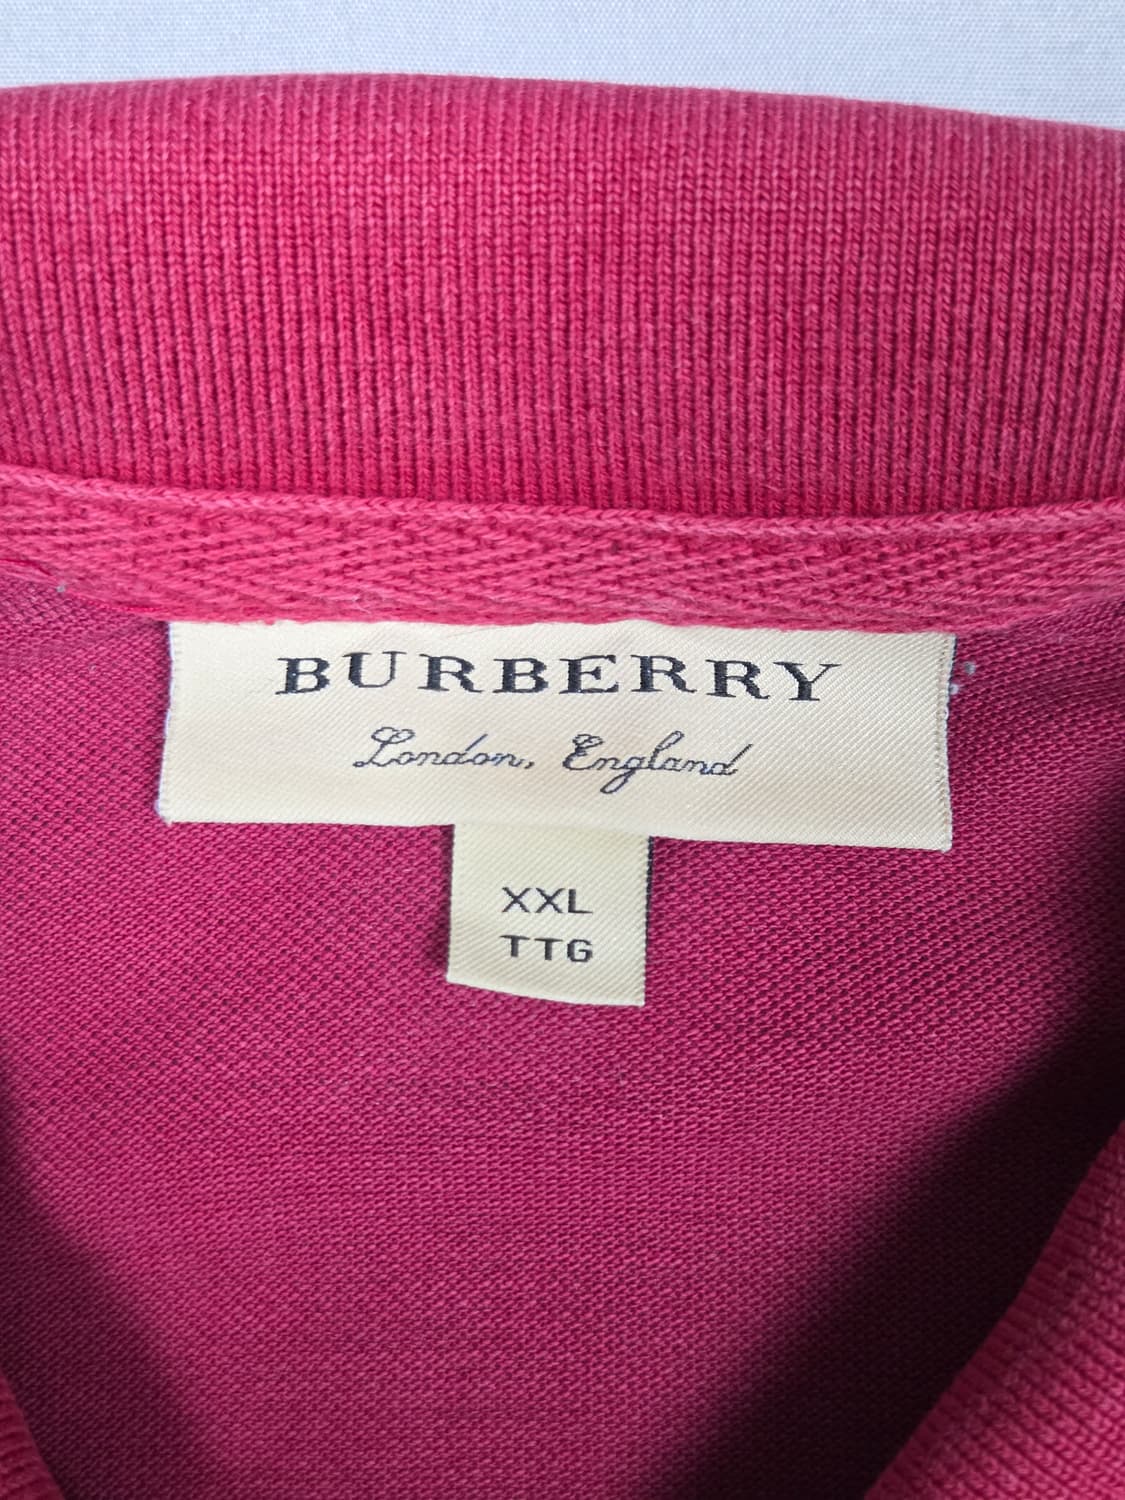 BURBERRY
London, England
XXL
TTG